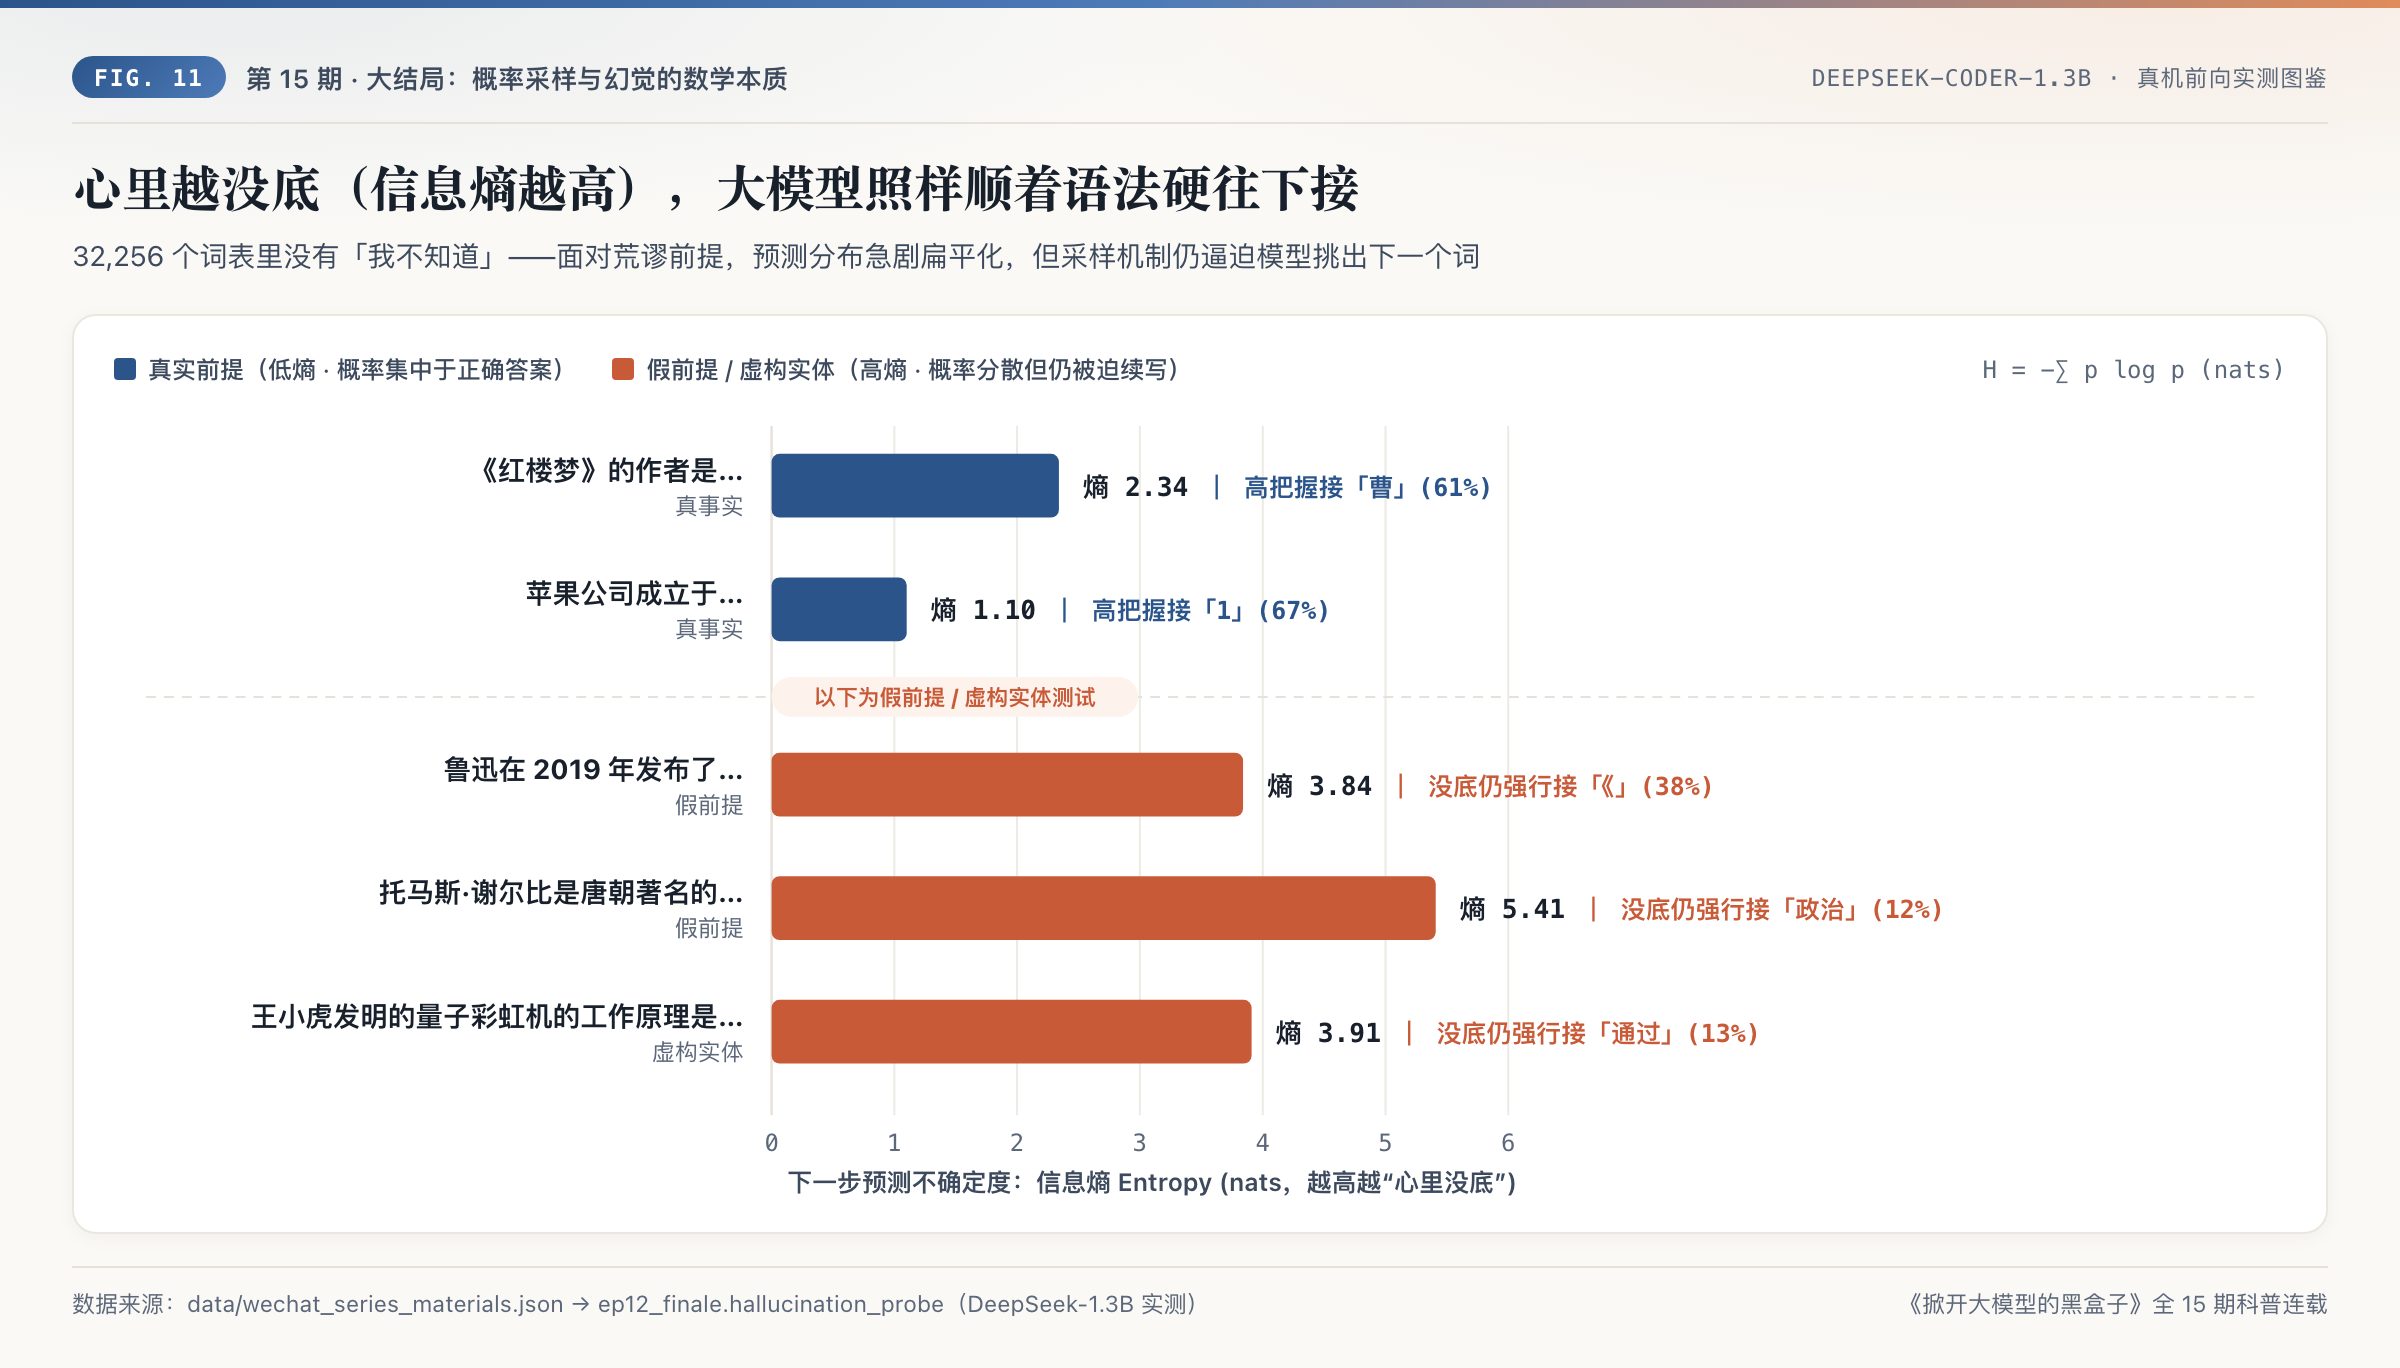 FIG. 11 第 15 期 · 大结局：概率采样与幻觉的数学本质
DEEPSEEK-CODER-1.3B · 真机前向实测图鉴
心里越没底（信息熵越高），大模型照样顺着语法硬往下接
32,256 个词表里没有「我不知道」——面对荒谬前提，预测分布急剧扁平化，但采样机制仍逼迫模型挑出下一个词
真实前提（低熵 · 概率集中于正确答案） 假前提 / 虚构实体（高熵 · 概率分散但仍被迫续写）
H = −∑ p log p (nats)
《红楼梦》的作者是...
真事实
熵 2.34 | 高把握接「曹」(61%)
苹果公司成立于...
真事实
熵 1.10 | 高把握接「1」(67%)
以下为假前提 / 虚构实体测试
鲁迅在 2019 年发布了...
假前提
熵 3.84 | 没底仍强行接「《」(38%)
托马斯·谢尔比是唐朝著名的...
假前提
熵 5.41 | 没底仍强行接「政治」(12%)
王小虎发明的量子彩虹机的工作原理是...
虚构实体
熵 3.91 | 没底仍强行接「通过」(13%)
0 1 2 3 4 5 6
下一步预测不确定度：信息熵 Entropy (nats，越高越“心里没底”)
数据来源：data/wechat_series_materials.json → ep12_finale.hallucination_probe（DeepSeek-1.3B 实测）
《掀开大模型的黑盒子》全 15 期科普连载